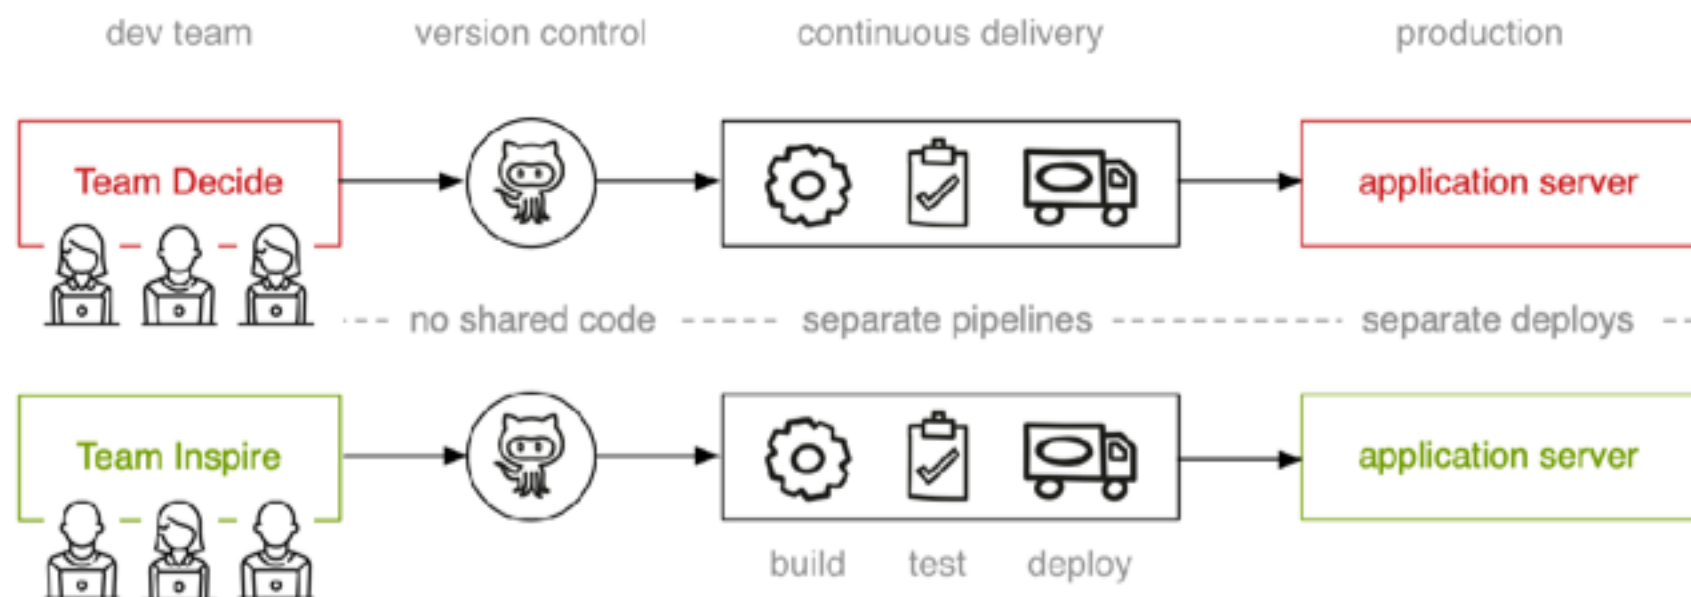 dev team version control continuous delivery production
Team Decide application server
no shared code separate pipelines separate deploys
Team Inspire application server
build test deploy